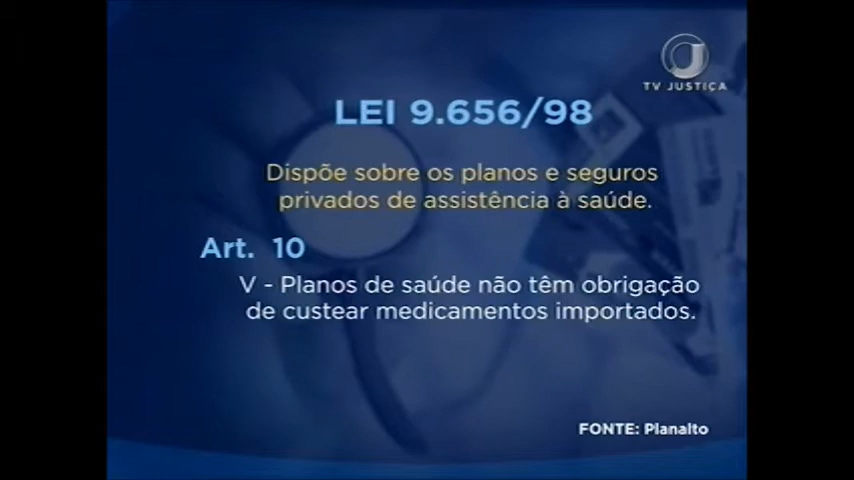 TV JUSTIÇA
LEI 9.656/98
Dispõe sobre os planos e seguros
privados de assistência à saúde.
Art. 10
V - Planos de saúde não têm obrigação
de custear medicamentos importados.
FONTE: Planalto